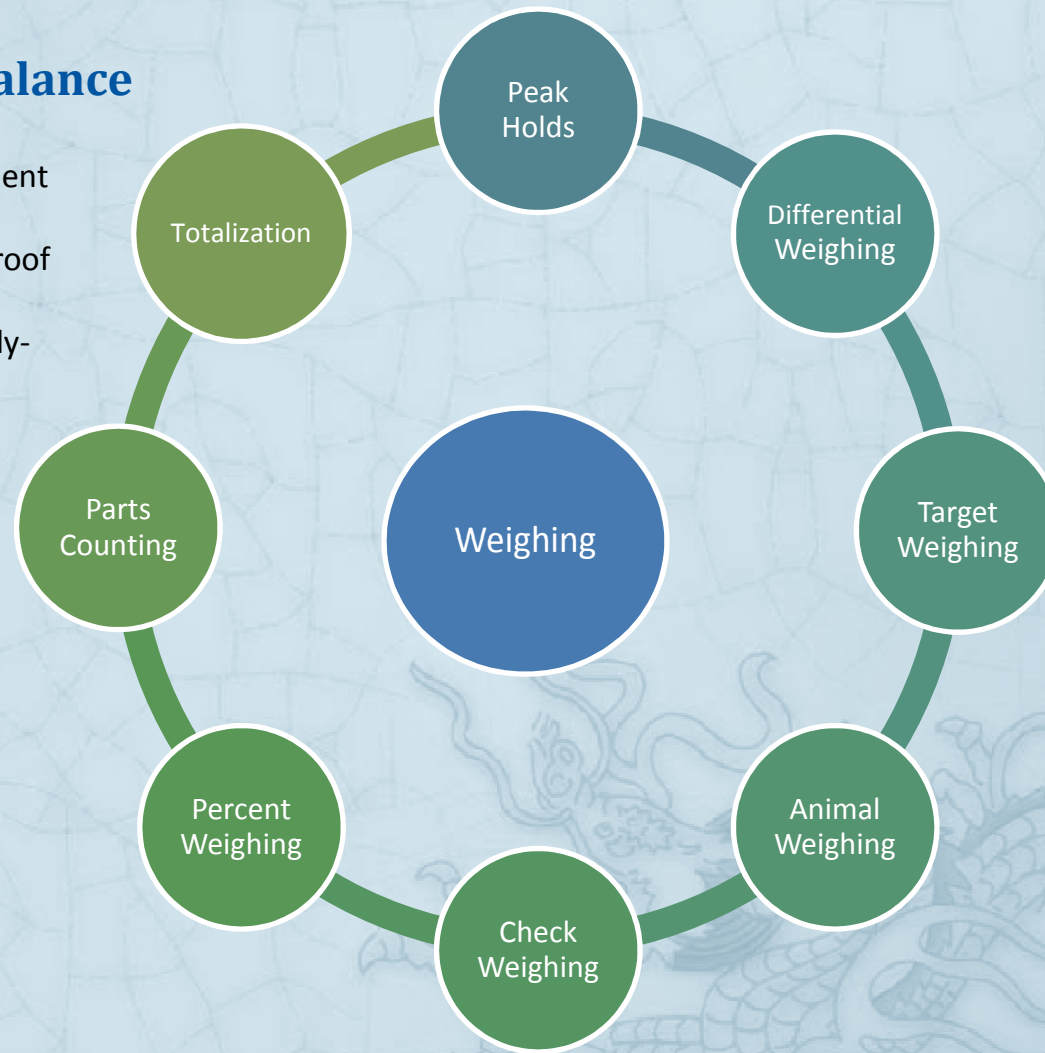 alance
ent
roof
ly-
Peak
Holds
Differential
Weighing
Target
Weighing
Animal
Weighing
Check
Weighing
Percent
Weighing
Parts
Counting
Totalization
Weighing